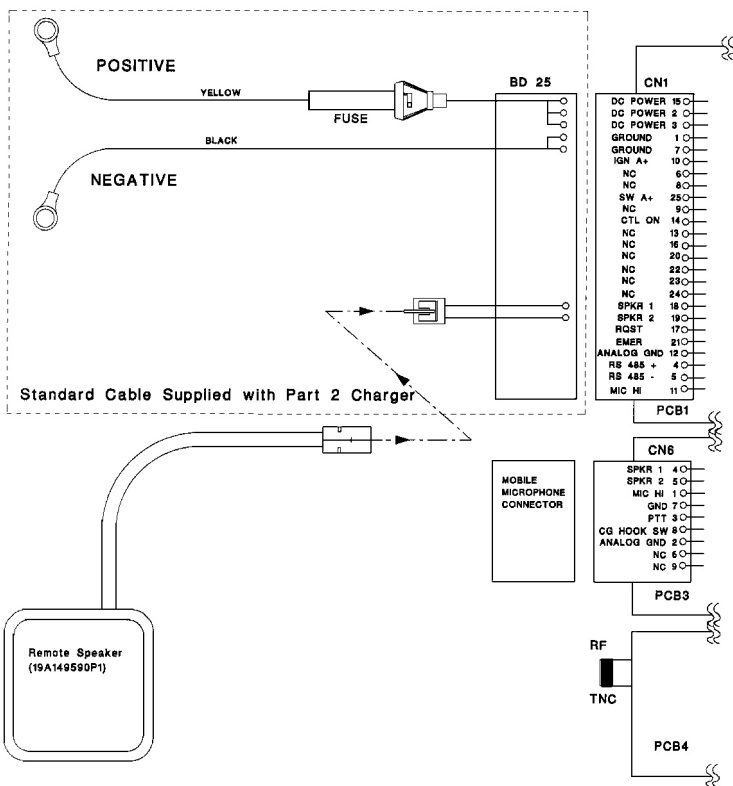 POSITIVE
YELLOW
FUSE
BLACK
NEGATIVE
BD 25
Standard Cable Supplied with Part 2 Charger
CN1
DC POWER 15
DC POWER 2
DC POWER 3
GROUND 1
GROUND 7
IGN A+ 10
NC 6
NC 8
SW A+ 25
NC 9
CTL ON 14
NC 13
NC 16
NC 20
NC 22
NC 23
NC 24
SPKR 1 18
SPKR 2 19
RQST 17
EMER 21
ANALOG GND 12
RS 485 + 4
RS 485 - 5
MIC HI 11
PCB1
CN6
MOBILE
MICROPHONE
CONNECTOR
SPKR 1 4
SPKR 2 5
MIC HI 1
GND 7
PTT 3
CG HOOK SW 8
ANALOG GND 2
NC 6
NC 9
PCB3
Remote Speaker
(19A149590P1)
RF
TNC
PCB4